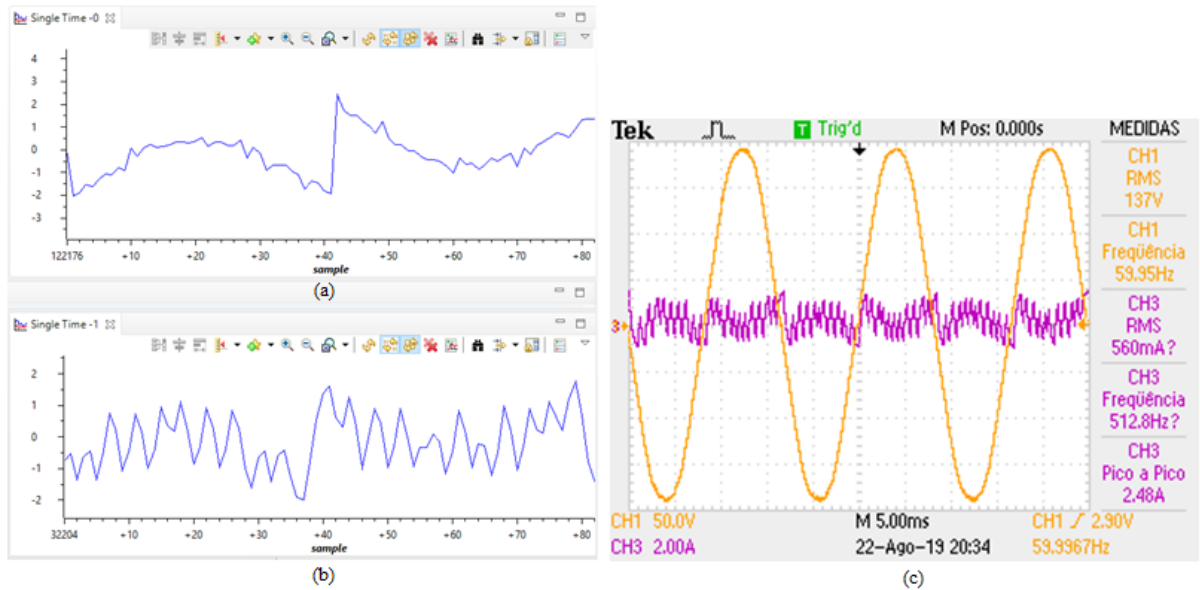 Single Time -0
4
3
2
1
0
-1
-2
-3
122176 +10 +20 +30 +40 +50 +60 +70 +80
sample
(a)
Single Time -1
2
1
0
-1
-2
32204 +10 +20 +30 +40 +50 +60 +70 +80
sample
(b)
Tek T Trig'd M Pos: 0.000s MEDIDAS
CH1
RMS
137V
CH1
Freqüência
59.95Hz
3
CH3
RMS
560mA?
CH3
Freqüência
512.8Hz?
CH3
Pico a Pico
2.48A
CH1 50.0V M 5.00ms CH1 2.90V
CH3 2.00A 22-Ago-19 20:34 59.9967Hz
(c)